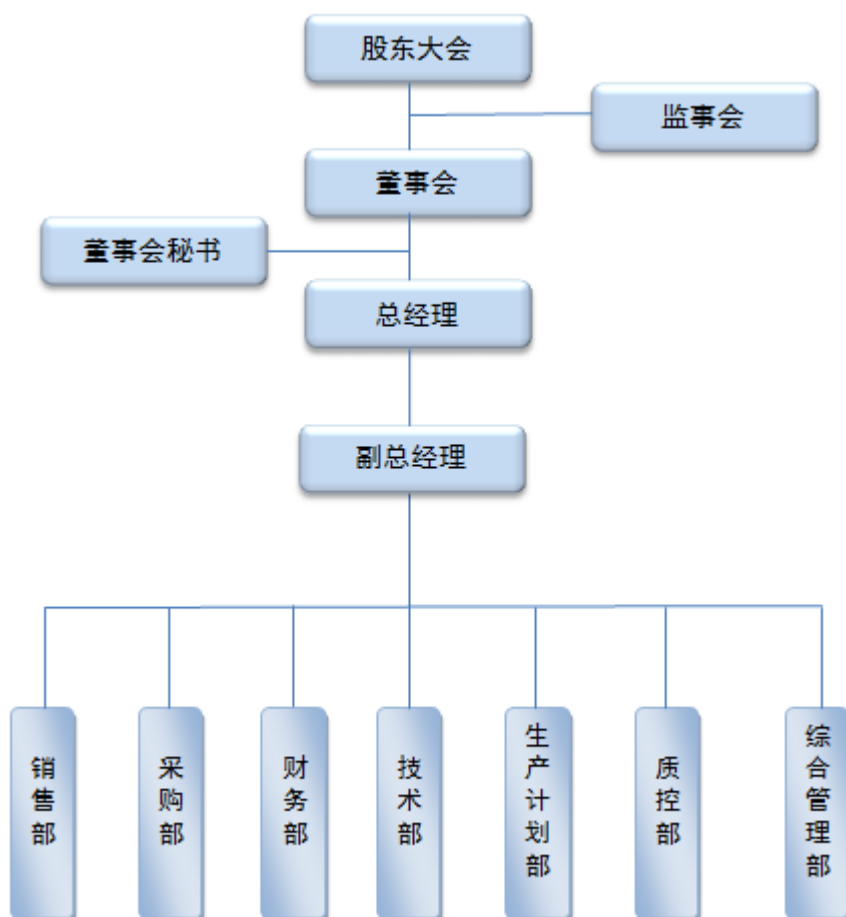 股东大会
监事会
董事会
董事会秘书
总经理
副总经理
销售部
采购部
财务部
技术部
生产计划部
质控部
综合管理部